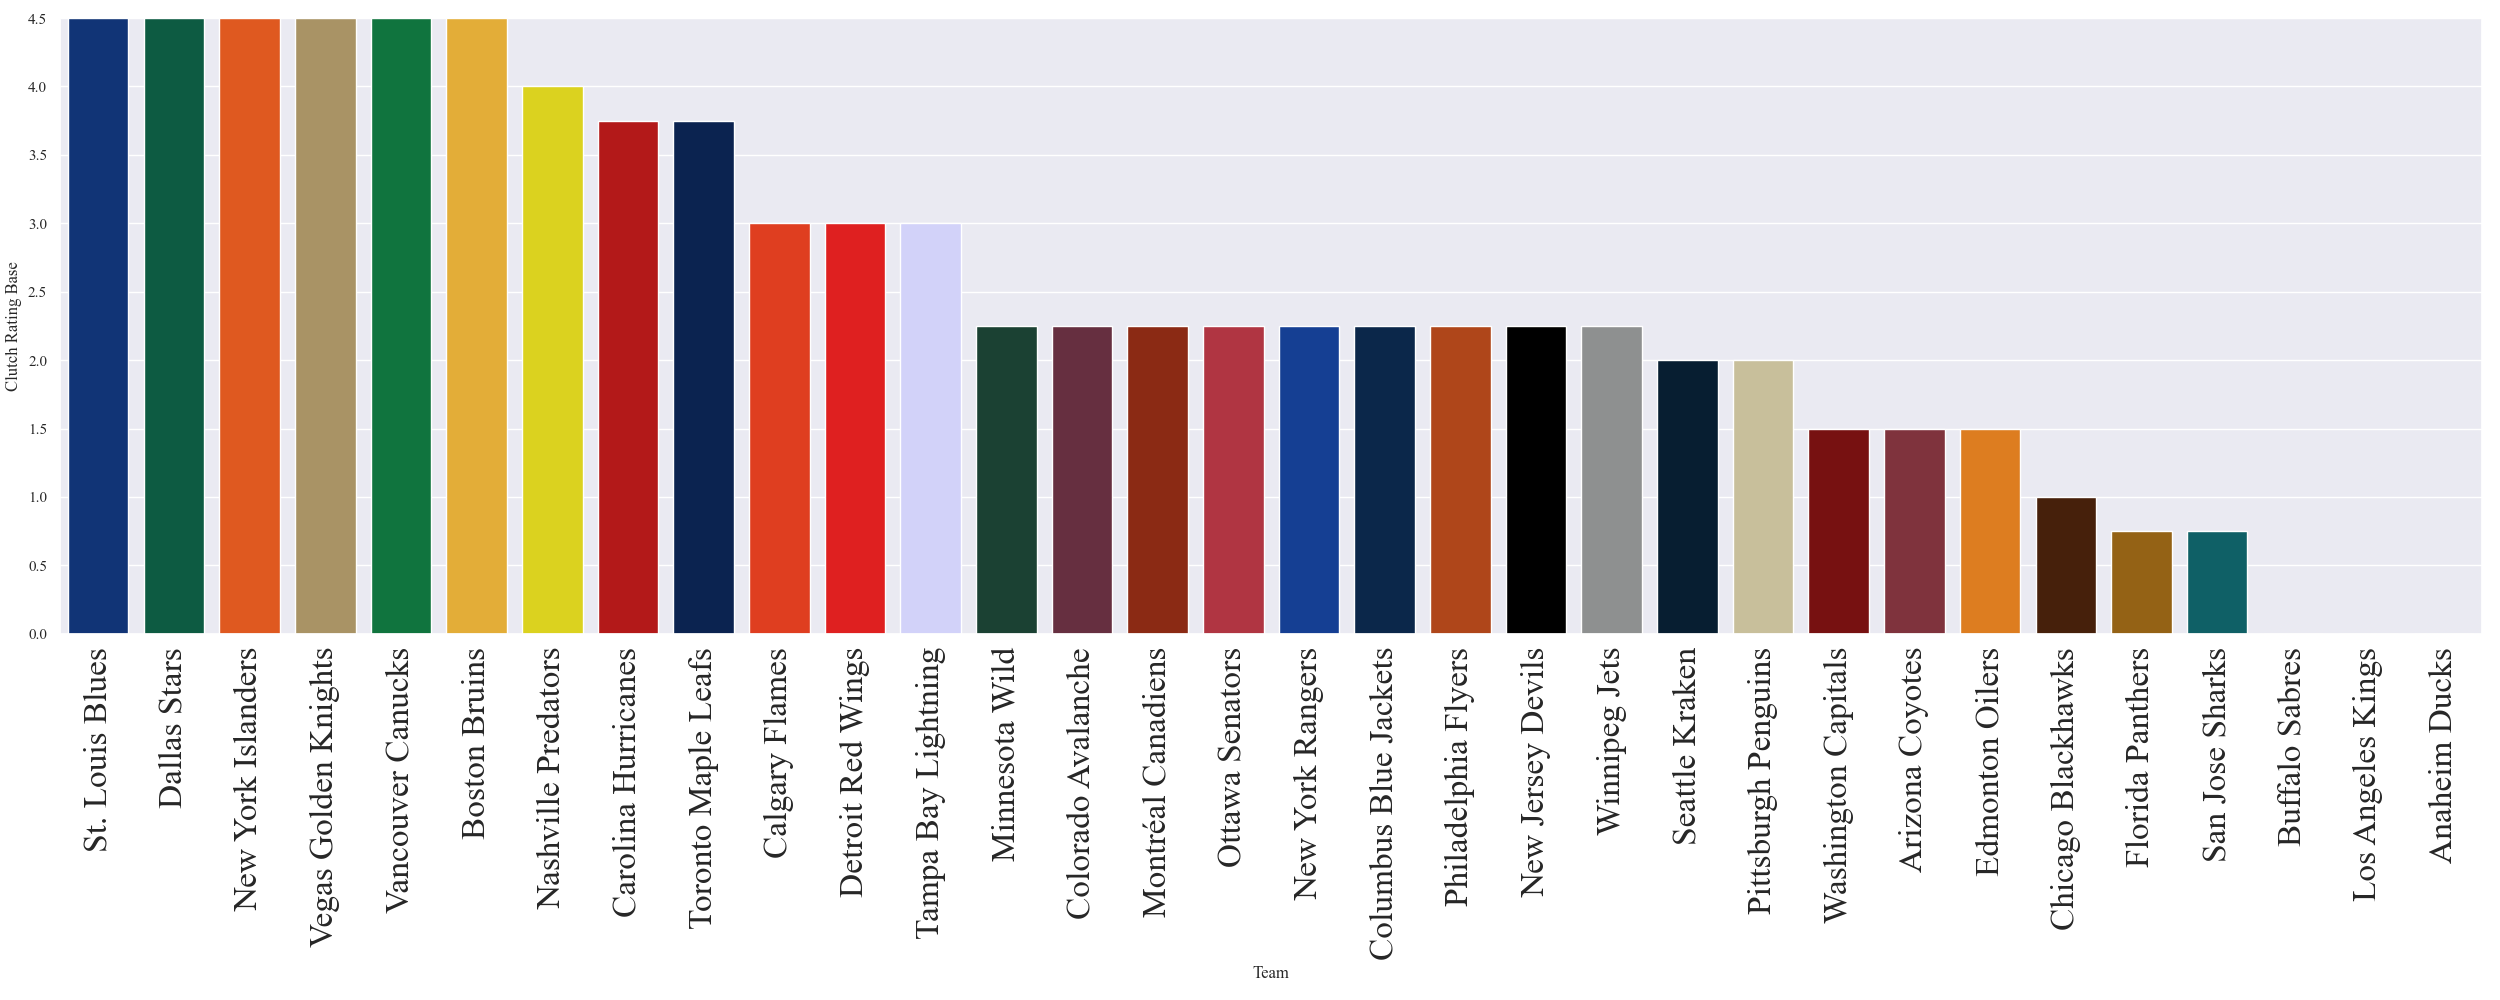 4.5
4.0
3.5
3.0
2.5
2.0
1.5
1.0
0.5
0.0
Clutch Rating Base
St. Louis Blues
Dallas Stars
New York Islanders
Vegas Golden Knights
Vancouver Canucks
Boston Bruins
Nashville Predators
Carolina Hurricanes
Toronto Maple Leafs
Calgary Flames
Detroit Red Wings
Tampa Bay Lightning
Minnesota Wild
Colorado Avalanche
Montréal Canadiens
Ottawa Senators
New York Rangers
Columbus Blue Jackets
Philadelphia Flyers
New Jersey Devils
Winnipeg Jets
Seattle Kraken
Pittsburgh Penguins
Washington Capitals
Arizona Coyotes
Edmonton Oilers
Chicago Blackhawks
Florida Panthers
San Jose Sharks
Buffalo Sabres
Los Angeles Kings
Anaheim Ducks
Team